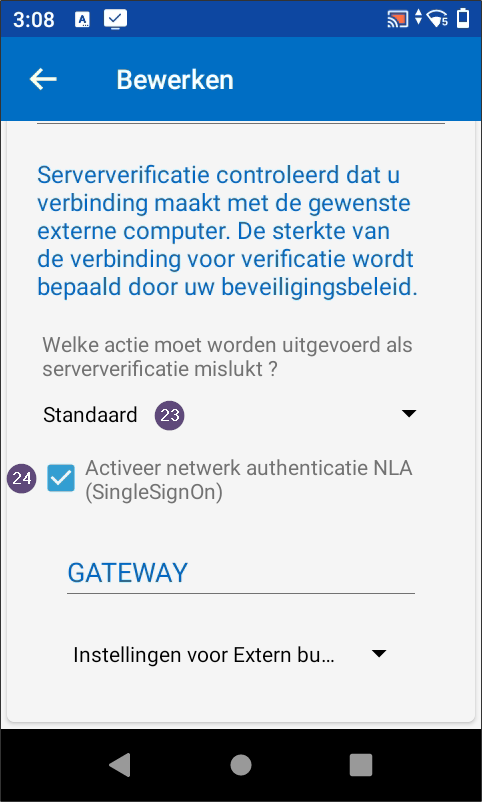 3:08 A 5
Bewerken
Serververificatie controleerd dat u
verbinding maakt met de gewenste
externe computer. De sterkte van
de verbinding voor verificatie wordt
bepaald door uw beveiligingsbeleid.
Welke actie moet worden uitgevoerd als
serververificatie mislukt ?
Standaard 23
24 Activeer netwerk authenticatie NLA
(SingleSignOn)
GATEWAY
Instellingen voor Extern bu...